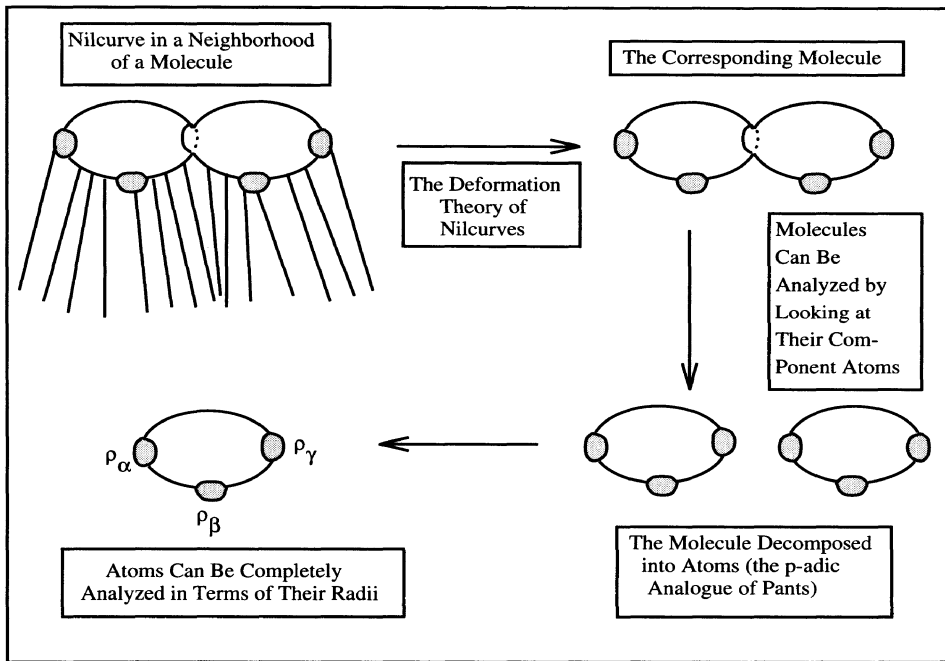 Nilcurve in a Neighborhood
of a Molecule
The Corresponding Molecule
The Deformation
Theory of
Nilcurves
Molecules
Can Be
Analyzed by
Looking at
Their Com-
Ponent Atoms
ρα
ργ
ρβ
The Molecule Decomposed
into Atoms (the p-adic
Analogue of Pants)
Atoms Can Be Completely
Analyzed in Terms of Their Radii